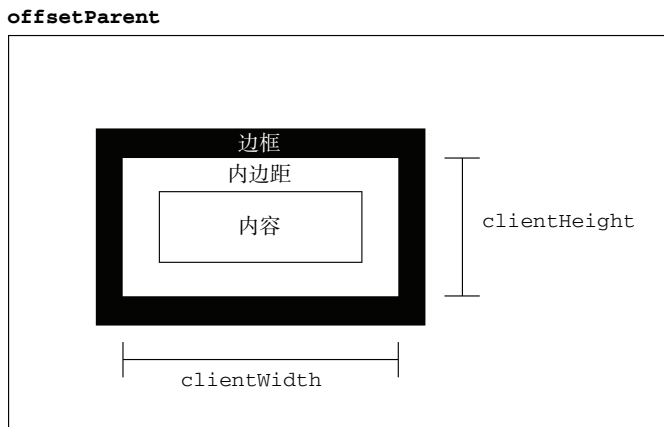 offsetParent
边框
内边距
内容
clientHeight
clientWidth